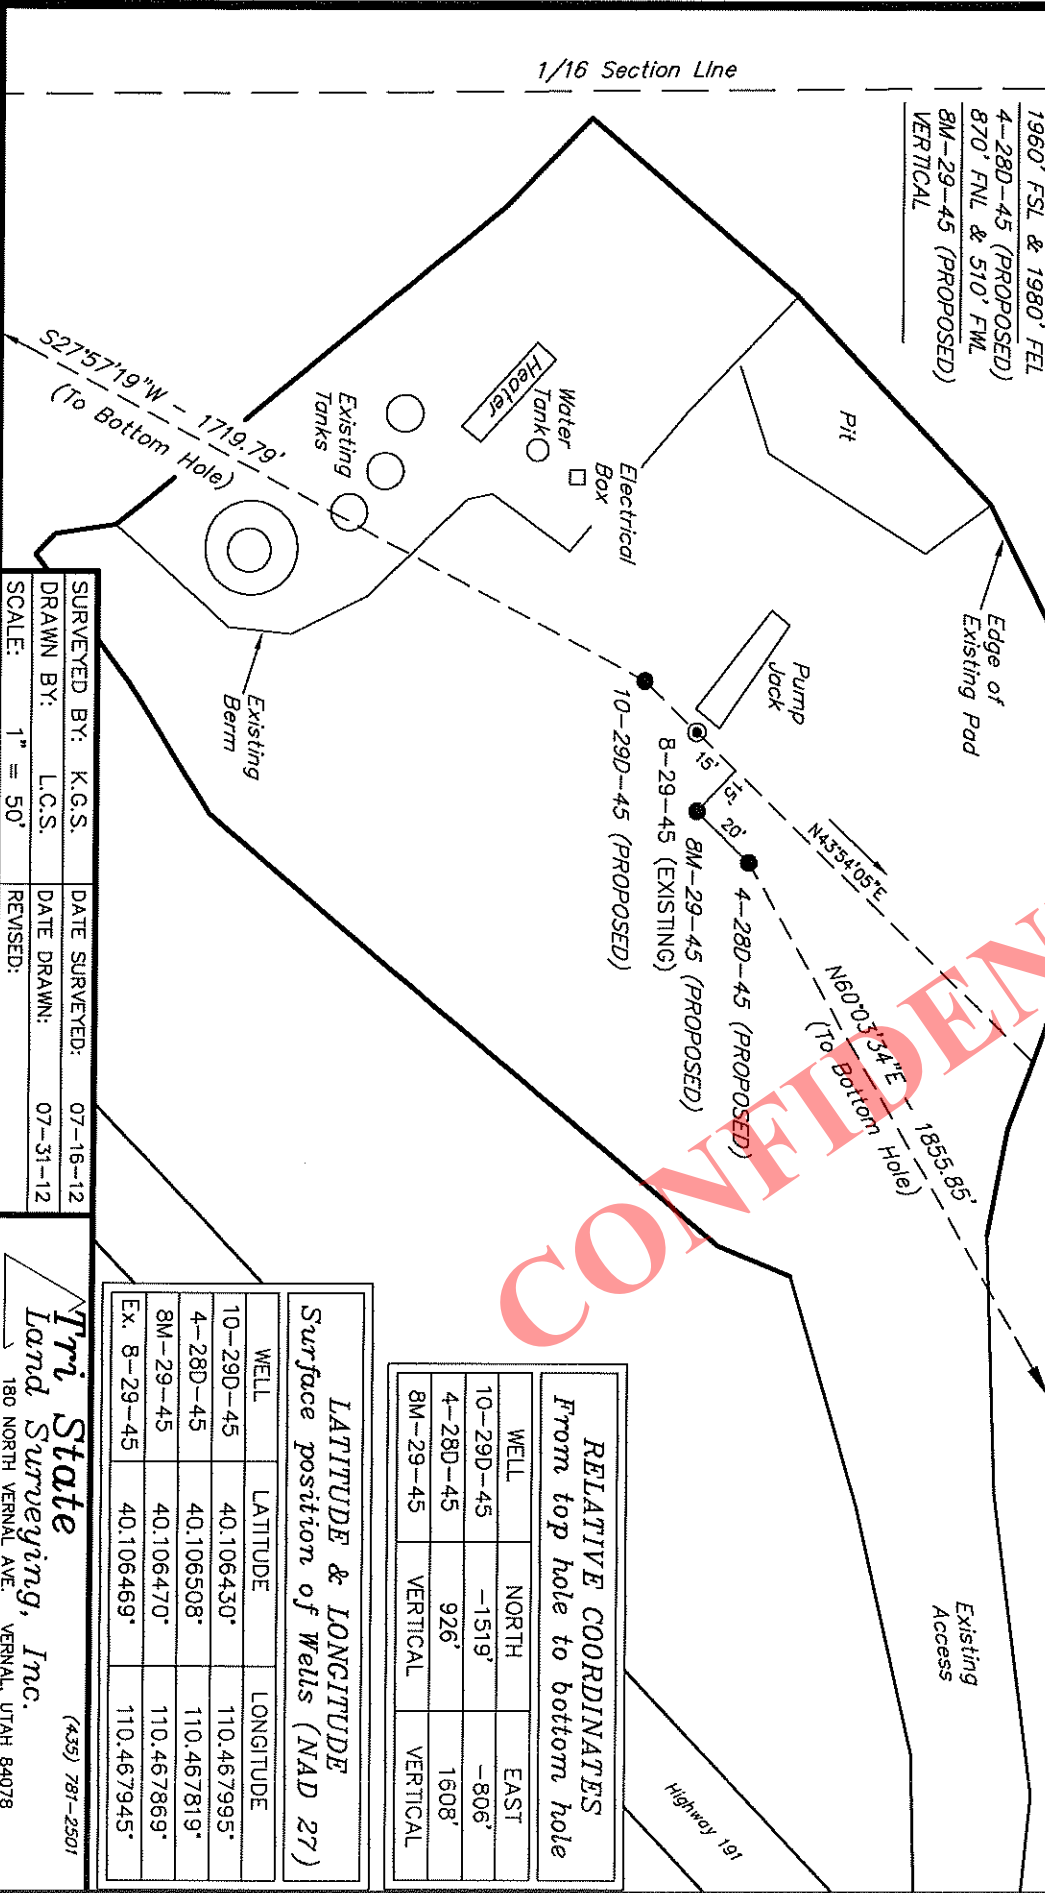 1/16 Section Line
1960' FSL & 1980' FEL
4-28D-45 (PROPOSED)
870' FNL & 510' FWL
8M-29-45 (PROPOSED)
VERTICAL
Pit
Edge of
Existing Pad
Electrical
Box
Water
Tank
Heater
Existing
Tanks
S27°57'19"W - 1719.79'
(To Bottom Hole)
Existing
Berm
Pump
Jack
15'
5'
20'
N43°54'05"E
4-28D-45 (PROPOSED)
8M-29-45 (PROPOSED)
8-29-45 (EXISTING)
10-29D-45 (PROPOSED)
N60°03'34"E - 1855.85'
(To Bottom Hole)
CONFIDEN
Existing
Access
Highway 191
RELATIVE COORDINATES
From top hole to bottom hole
WELL NORTH EAST
10-29D-45 -1519' -806'
4-28D-45 926' 1608'
8M-29-45 VERTICAL VERTICAL
LATITUDE & LONGITUDE
Surface position of Wells (NAD 27)
WELL LATITUDE LONGITUDE
10-29D-45 40.106430° 110.467995°
4-28D-45 40.106508° 110.467819°
8M-29-45 40.106470° 110.467869°
Ex. 8-29-45 40.106469° 110.467945°
SURVEYED BY: K.G.S. DATE SURVEYED: 07-16-12
DRAWN BY: L.C.S. DATE DRAWN: 07-31-12
SCALE: 1" = 50' REVISED:
Tri State
Land Surveying, Inc.
(435) 781-2501
180 NORTH VERNAL AVE. VERNAL, UTAH 84078